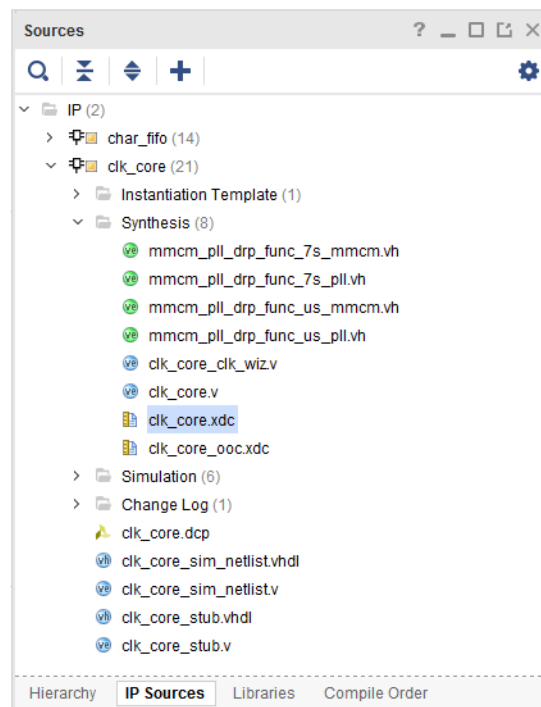 Sources
IP (2)
char_fifo (14)
clk_core (21)
Instantiation Template (1)
Synthesis (8)
mmcm_pll_drp_func_7s_mmcm.vh
mmcm_pll_drp_func_7s_pll.vh
mmcm_pll_drp_func_us_mmcm.vh
mmcm_pll_drp_func_us_pll.vh
clk_core_clk_wiz.v
clk_core.v
clk_core.xdc
clk_core_ooc.xdc
Simulation (6)
Change Log (1)
clk_core.dcp
clk_core_sim_netlist.vhdl
clk_core_sim_netlist.v
clk_core_stub.vhdl
clk_core_stub.v
Hierarchy IP Sources Libraries Compile Order